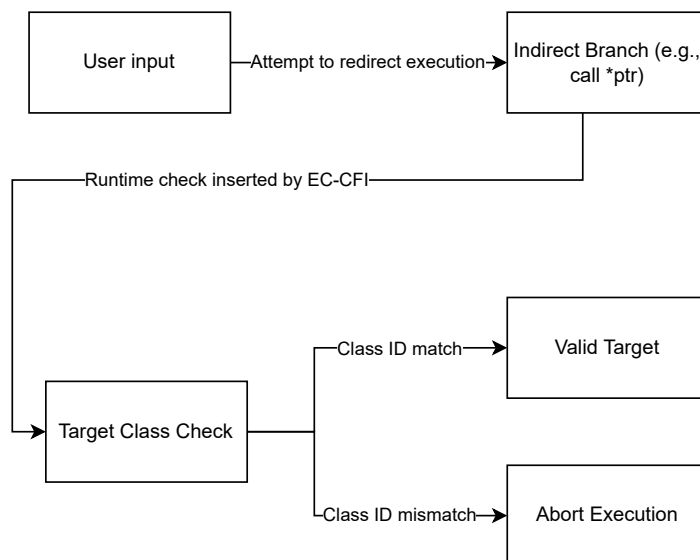 User input
Attempt to redirect execution
Indirect Branch (e.g.,
call *ptr)
Runtime check inserted by EC-CFI
Class ID match
Valid Target
Target Class Check
Class ID mismatch
Abort Execution